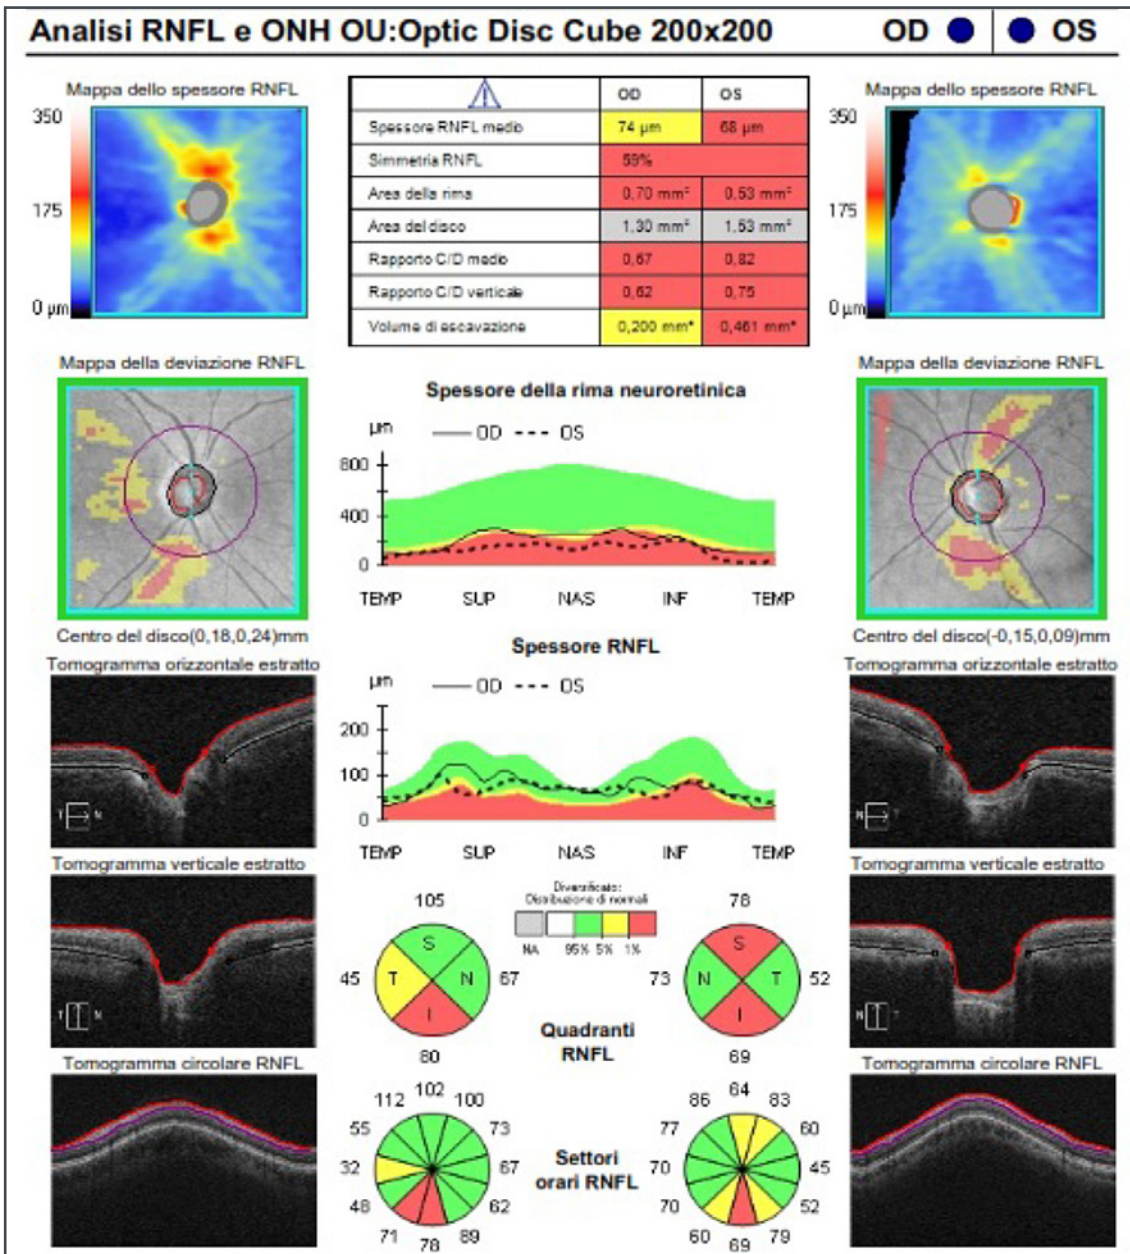 Analisi RNFL e ONH OU:Optic Disc Cube 200x200 OD OS
Mappa dello spessore RNFL
350
175
0 µm
OD OS
Spessore RNFL medio 74 µm 68 µm
Simmetria RNFL 59%
Area della rima 0,70 mm² 0,53 mm²
Area del disco 1,30 mm² 1,53 mm²
Rapporto C/D medio 0,67 0,82
Rapporto C/D verticale 0,62 0,75
Volume di escavazione 0,200 mm³ 0,461 mm³
Mappa dello spessore RNFL
350
175
0 µm
Mappa della deviazione RNFL
Centro del disco(0,18,0,24)mm
Spessore della rima neuroretinica
µm OD OS
800
400
0
TEMP SUP NAS INF TEMP
Mappa della deviazione RNFL
Centro del disco(-0,15,0,09)mm
Tomogramma orizzontale estratto
T N
Spessore RNFL
µm OD OS
200
100
0
TEMP SUP NAS INF TEMP
Tomogramma orizzontale estratto
N T
Tomogramma verticale estratto
T N
Diversificato:
Distribuzione di normali
NA 95% 5% 1%
105
S
45 T N 67
I
80
78
S
73 N T 52
I
69
Quadranti
RNFL
Tomogramma verticale estratto
N T
Tomogramma circolare RNFL
102
112 100
55 73
32 67
48 62
71 89
78
Settori
orari RNFL
64
86 83
77 60
70 45
70 52
60 79
69
Tomogramma circolare RNFL